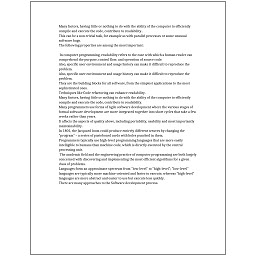 Many factors, having little or nothing to do with the ability of the computer to efficiently
compile and execute the code, contribute to readability.
This can be a non-trivial task, for example as with parallel processes or some unusual
software bugs.
The following properties are among the most important:

In computer programming, readability refers to the ease with which a human reader can
comprehend the purpose, control flow, and operation of source code.
Also, specific user environment and usage history can make it difficult to reproduce the
problem.
Also, specific user environment and usage history can make it difficult to reproduce the
problem.
They are the building blocks for all software, from the simplest applications to the most
sophisticated ones.
Techniques like Code refactoring can enhance readability.
Many factors, having little or nothing to do with the ability of the computer to efficiently
compile and execute the code, contribute to readability.
Many programmers use forms of Agile software development where the various stages of
formal software development are more integrated together into short cycles that take a few
weeks rather than years.
It affects the aspects of quality above, including portability, usability and most importantly
maintainability.
In 1801, the Jacquard loom could produce entirely different weaves by changing the
"program" - a series of pasteboard cards with holes punched in them.
Programmers typically use high-level programming languages that are more easily
intelligible to humans than machine code, which is directly executed by the central
processing unit.
The academic field and the engineering practice of computer programming are both largely
concerned with discovering and implementing the most efficient algorithms for a given
class of problems.
Languages form an approximate spectrum from "low-level" to "high-level"; "low-level"
languages are typically more machine-oriented and faster to execute, whereas "high-level"
languages are more abstract and easier to use but execute less quickly.
There are many approaches to the Software development process.